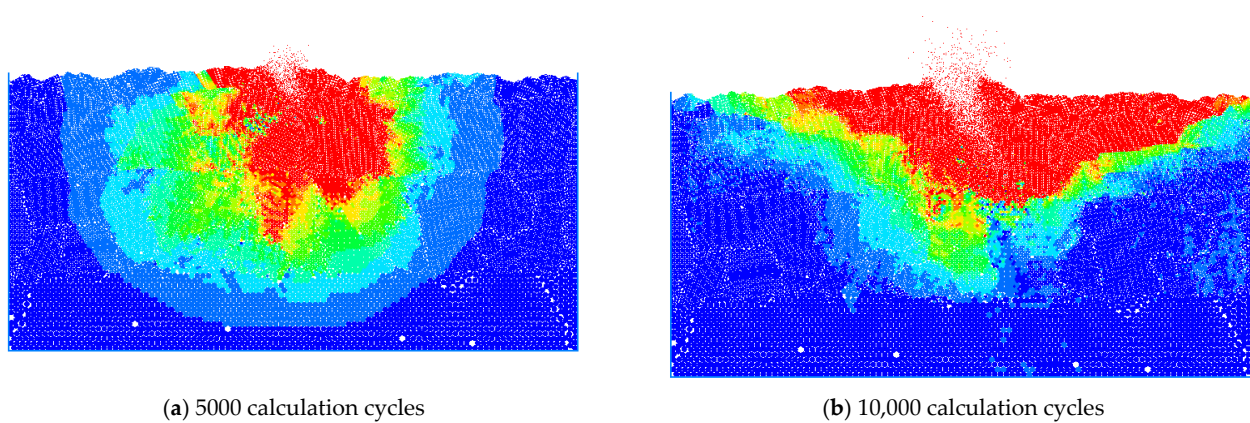 (a) 5000 calculation cycles
(b) 10,000 calculation cycles